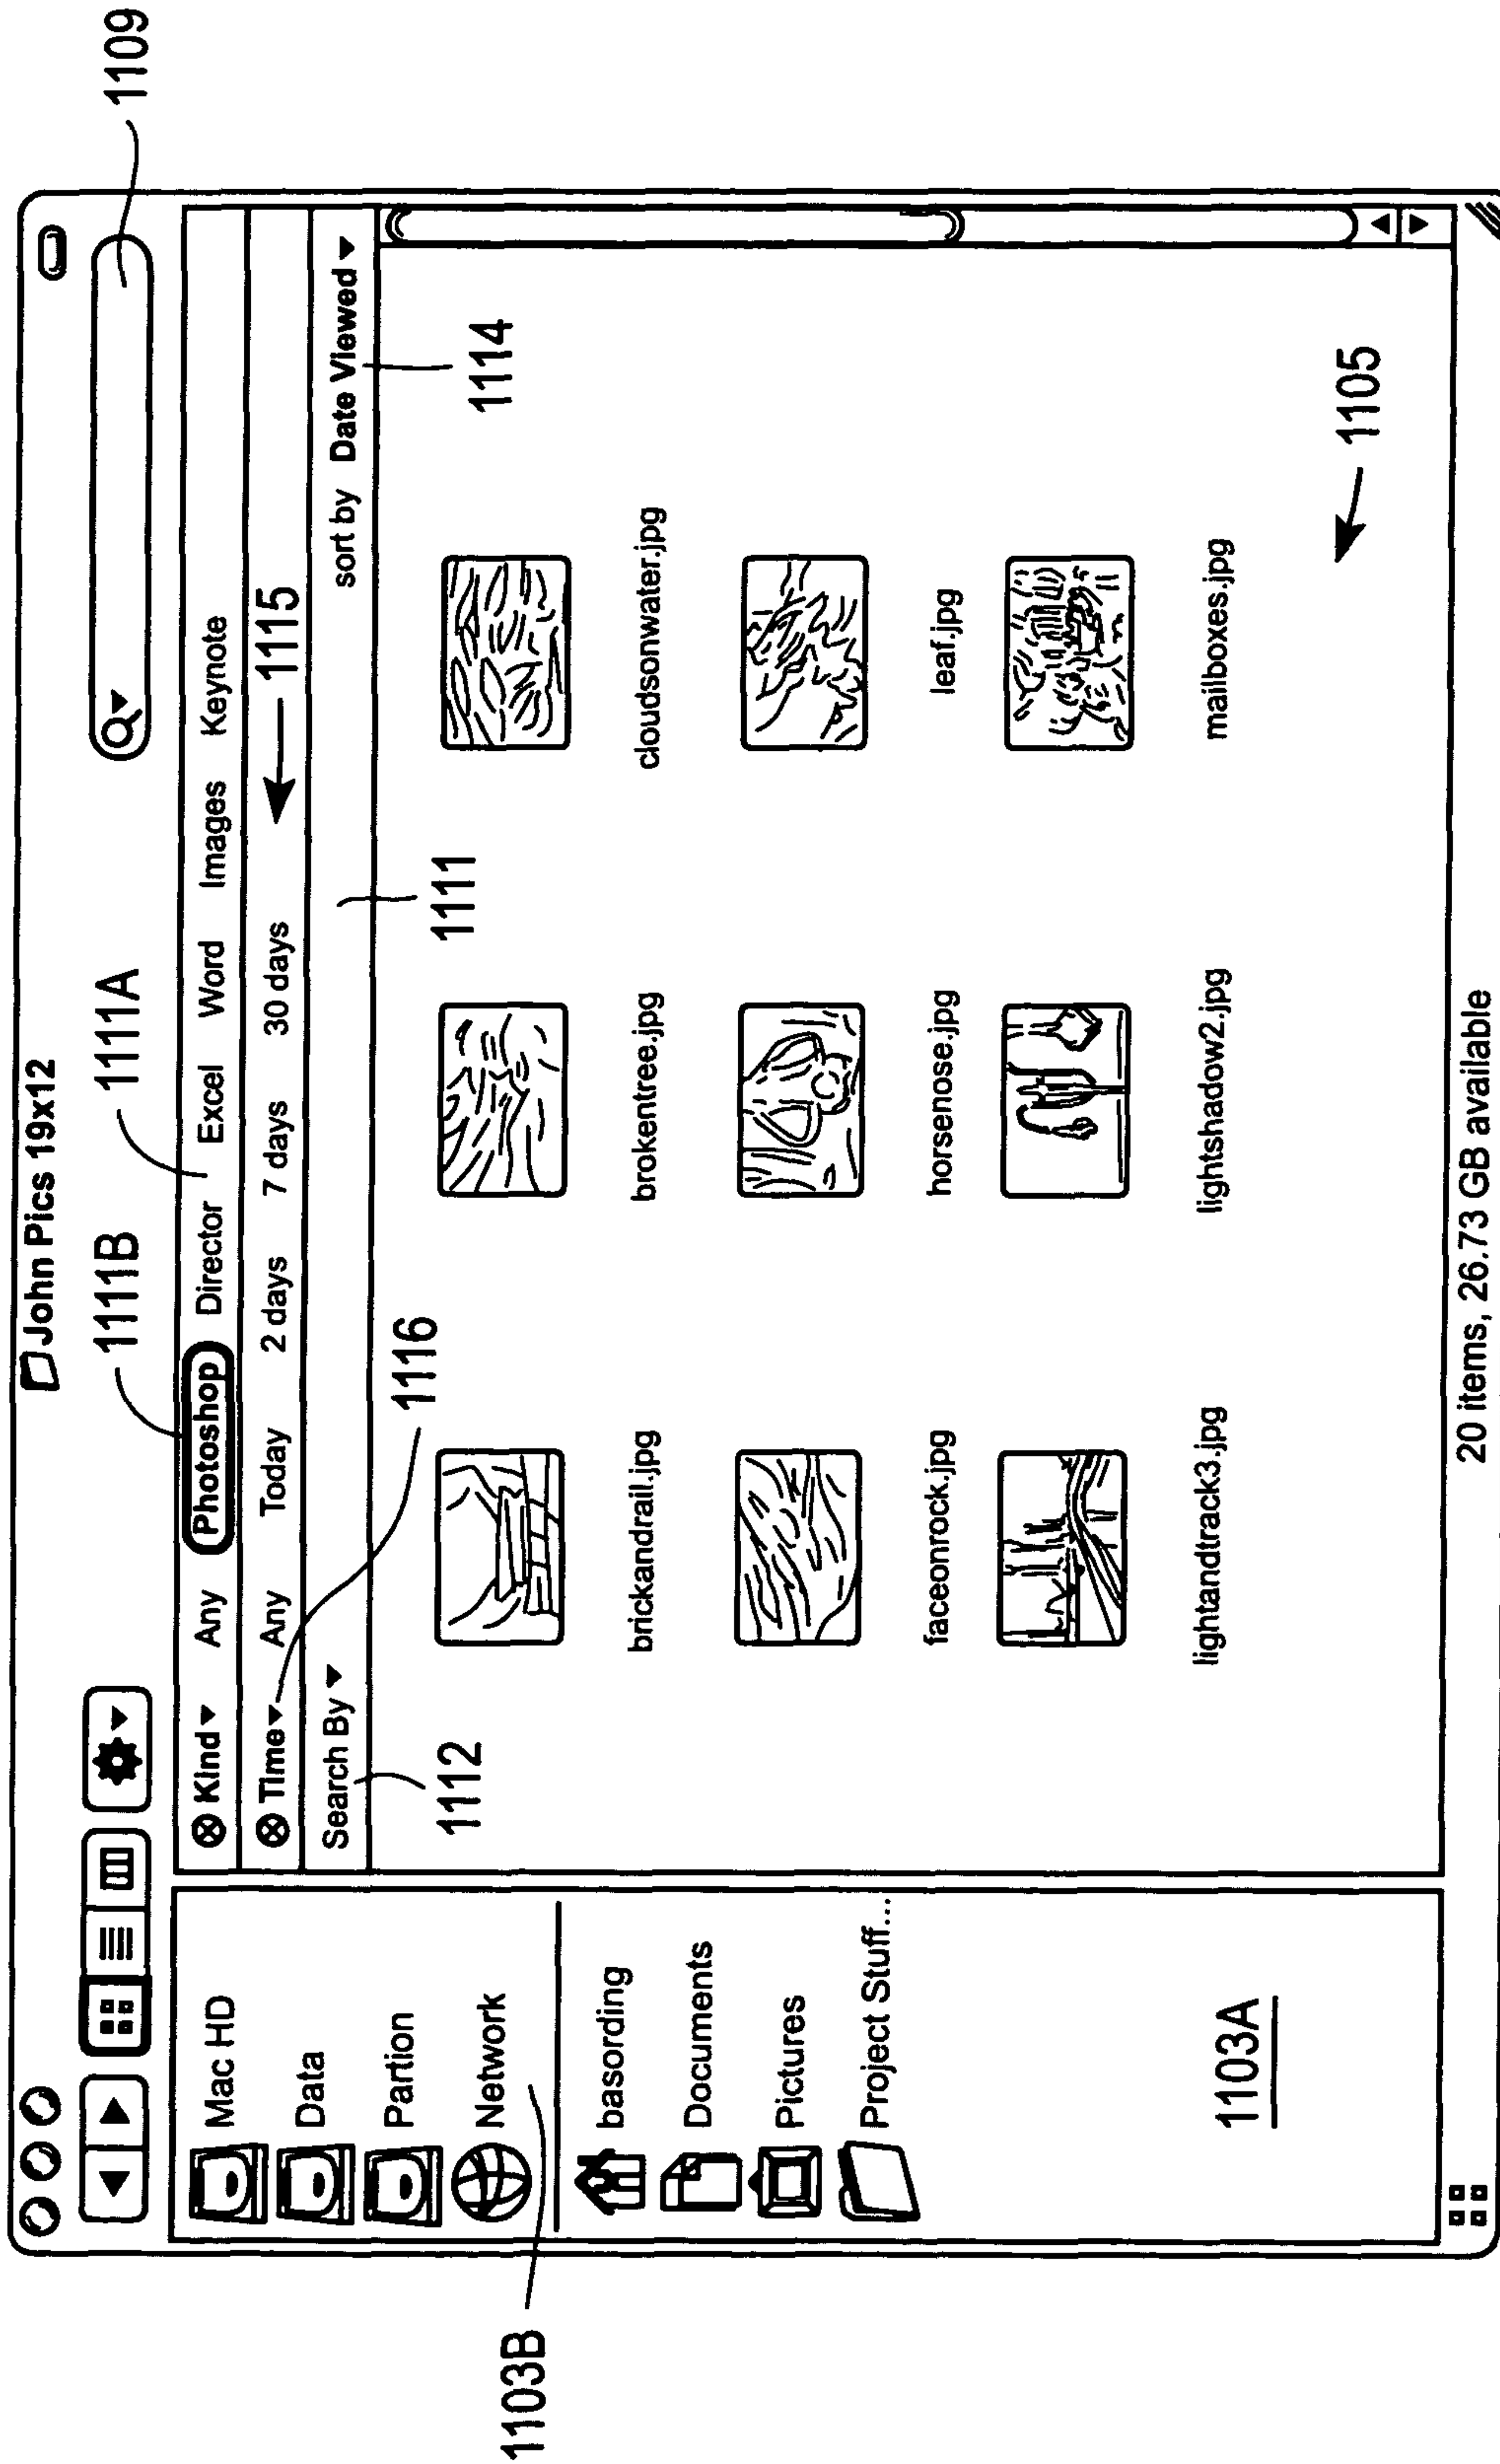 John Pics 19x12
1109
1111B
1111A
Kind Any Photoshop Director Excel Word Images Keynote
Time Any Today 2 days 7 days 30 days
1115
Search By
sort by Date Viewed
1116
1112
1111
1114
Mac HD
Data
Partion
Network
1103B
basording
Documents
Pictures
Project Stuff...
1103A
brickandrail.jpg
brokentree.jpg
cloudsonwater.jpg
faceonrock.jpg
horsenose.jpg
leaf.jpg
lightandtrack3.jpg
lightshadow2.jpg
mailboxes.jpg
1105
20 items, 26.73 GB available